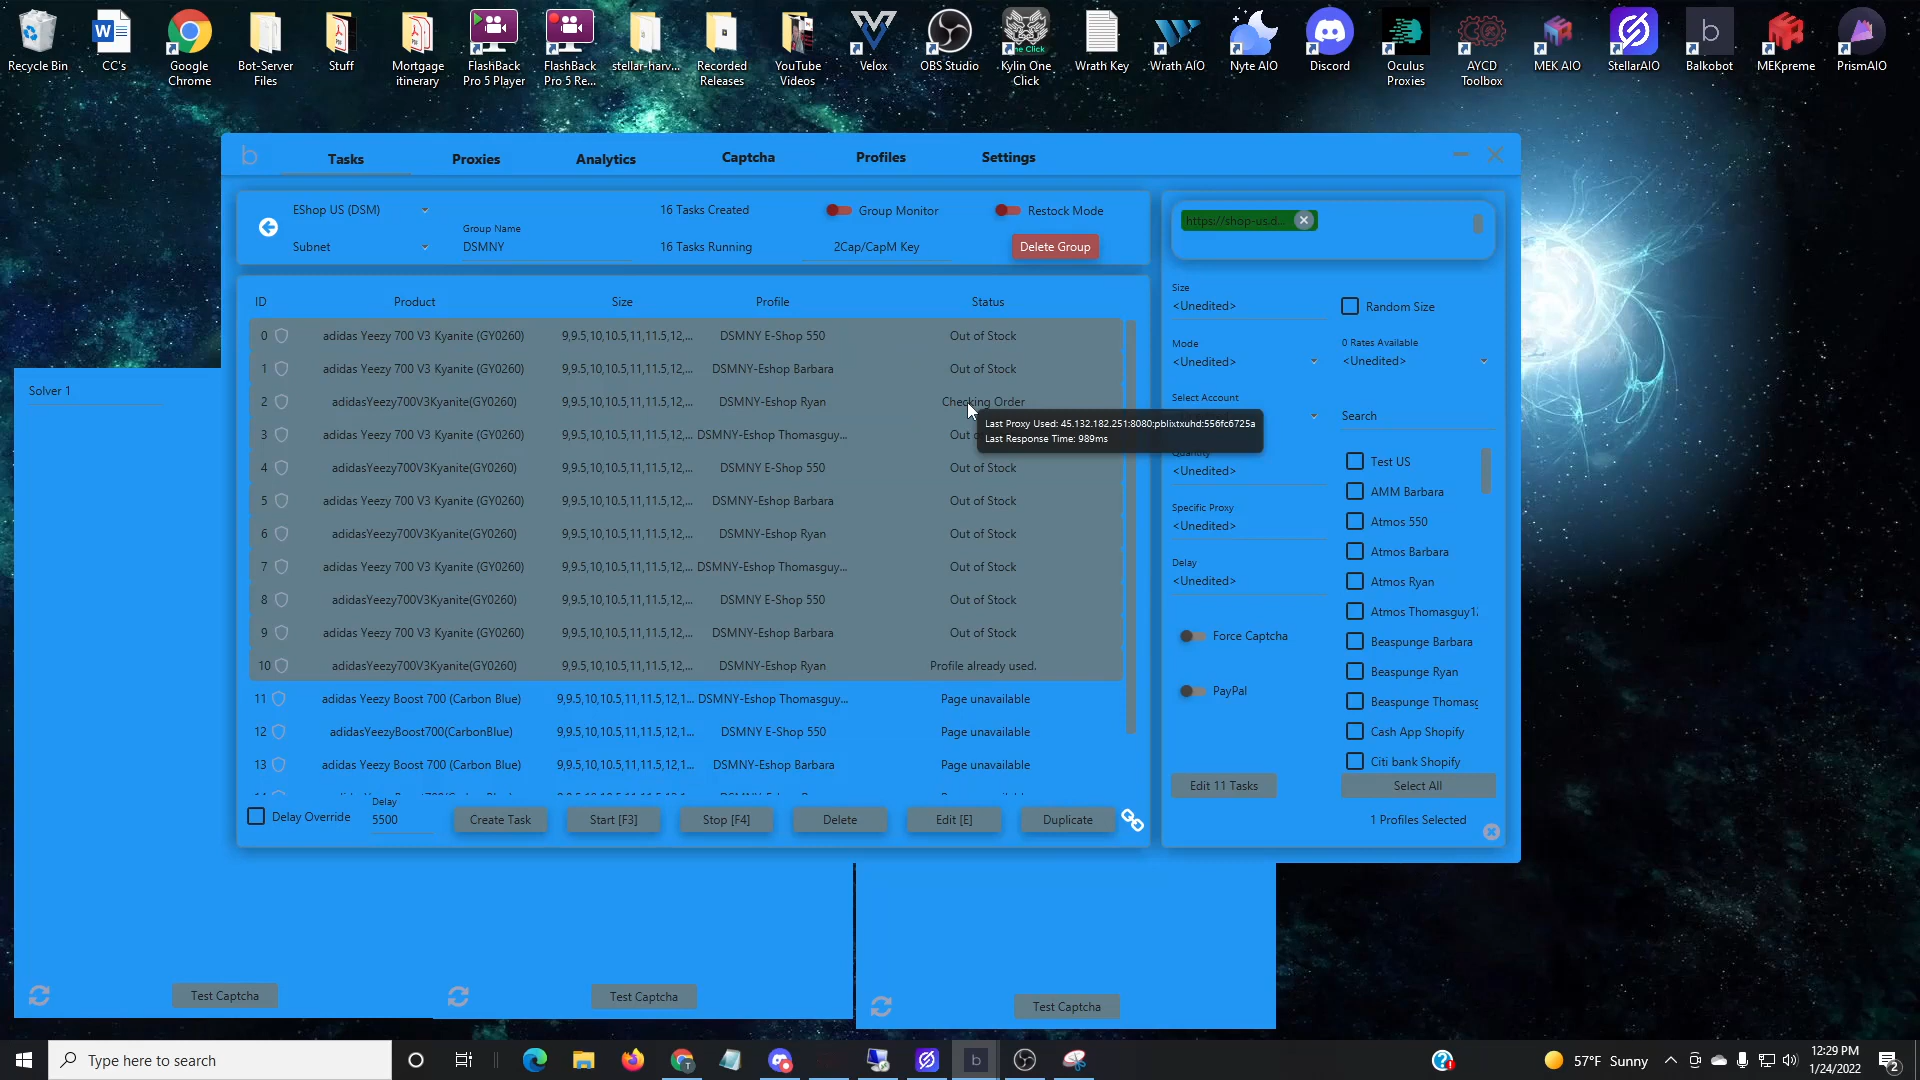 Recycle Bin
CC's
Google Chrome
Bot-Server Files
Stuff
Mortgage itinerary
FlashBack Pro 5 Player
FlashBack Pro 5 Re...
stellar-harv...
Recorded Releases
YouTube Videos
Velox
OBS Studio
Kylin One Click
Wrath Key
Wrath AIO
Nyte AIO
Discord
Oculus Proxies
AYCD Toolbox
MEK AIO
StellarAIO
Balkobot
MEKpreme
PrismAIO
Tasks Proxies Analytics Captcha Profiles Settings
EShop US (DSM)
Subnet
Group Name
DSMNY
16 Tasks Created
16 Tasks Running
Group Monitor
2Cap/CapM Key
Restock Mode
Delete Group
ID Product Size Profile Status
0 adidas Yeezy 700 V3 Kyanite (GY0260) 9,9.5,10,10.5,11,11.5,12,... DSMNY E-Shop 550 Out of Stock
1 adidas Yeezy 700 V3 Kyanite (GY0260) 9,9.5,10,10.5,11,11.5,12,... DSMNY-Eshop Barbara Out of Stock
2 adidasYeezy700V3Kyanite(GY0260) 9,9.5,10,10.5,11,11.5,12,... DSMNY-Eshop Ryan Checking Order
3 adidas Yeezy 700 V3 Kyanite (GY0260) 9,9.5,10,10.5,11,11.5,12,... DSMNY-Eshop Thomasguy...
4 adidasYeezy700V3Kyanite(GY0260) 9,9.5,10,10.5,11,11.5,12,... DSMNY E-Shop 550 Out of Stock
5 adidas Yeezy 700 V3 Kyanite (GY0260) 9,9.5,10,10.5,11,11.5,12,... DSMNY-Eshop Barbara Out of Stock
6 adidasYeezy700V3Kyanite(GY0260) 9,9.5,10,10.5,11,11.5,12,... DSMNY-Eshop Ryan Out of Stock
7 adidas Yeezy 700 V3 Kyanite (GY0260) 9,9.5,10,10.5,11,11.5,12,... DSMNY-Eshop Thomasguy... Out of Stock
8 adidasYeezy700V3Kyanite(GY0260) 9,9.5,10,10.5,11,11.5,12,... DSMNY E-Shop 550 Out of Stock
9 adidas Yeezy 700 V3 Kyanite (GY0260) 9,9.5,10,10.5,11,11.5,12,... DSMNY-Eshop Barbara Out of Stock
10 adidasYeezy700V3Kyanite(GY0260) 9,9.5,10,10.5,11,11.5,12,... DSMNY-Eshop Ryan Profile already used.
11 adidas Yeezy Boost 700 (Carbon Blue) 9,9.5,10,10.5,11,11.5,12,1... DSMNY-Eshop Thomasguy... Page unavailable
12 adidasYeezyBoost700(CarbonBlue) 9,9.5,10,10.5,11,11.5,12,1... DSMNY E-Shop 550 Page unavailable
13 adidas Yeezy Boost 700 (Carbon Blue) 9,9.5,10,10.5,11,11.5,12,1... DSMNY-Eshop Barbara Page unavailable
Last Proxy Used: 45.132.182.251:8080:pblixtxuhd:556fc6725a
Last Response Time: 989ms
Delay Override
Delay
5500
Create Task
Start [F3]
Stop [F4]
Delete
Edit [E]
Duplicate
https://shop-us.d...
Size
<Unedited>
Random Size
Mode
<Unedited>
0 Rates Available
<Unedited>
Select Account
Search
Quantity
<Unedited>
Specific Proxy
<Unedited>
Delay
<Unedited>
Force Captcha
PayPal
Edit 11 Tasks
Test US
AMM Barbara
Atmos 550
Atmos Barbara
Atmos Ryan
Atmos Thomasguy1
Beaspunge Barbara
Beaspunge Ryan
Beaspunge Thomasg
Cash App Shopify
Citi bank Shopify
Select All
1 Profiles Selected
Solver 1
Test Captcha
Test Captcha
Test Captcha
Type here to search
57°F Sunny
12:29 PM
1/24/2022
2